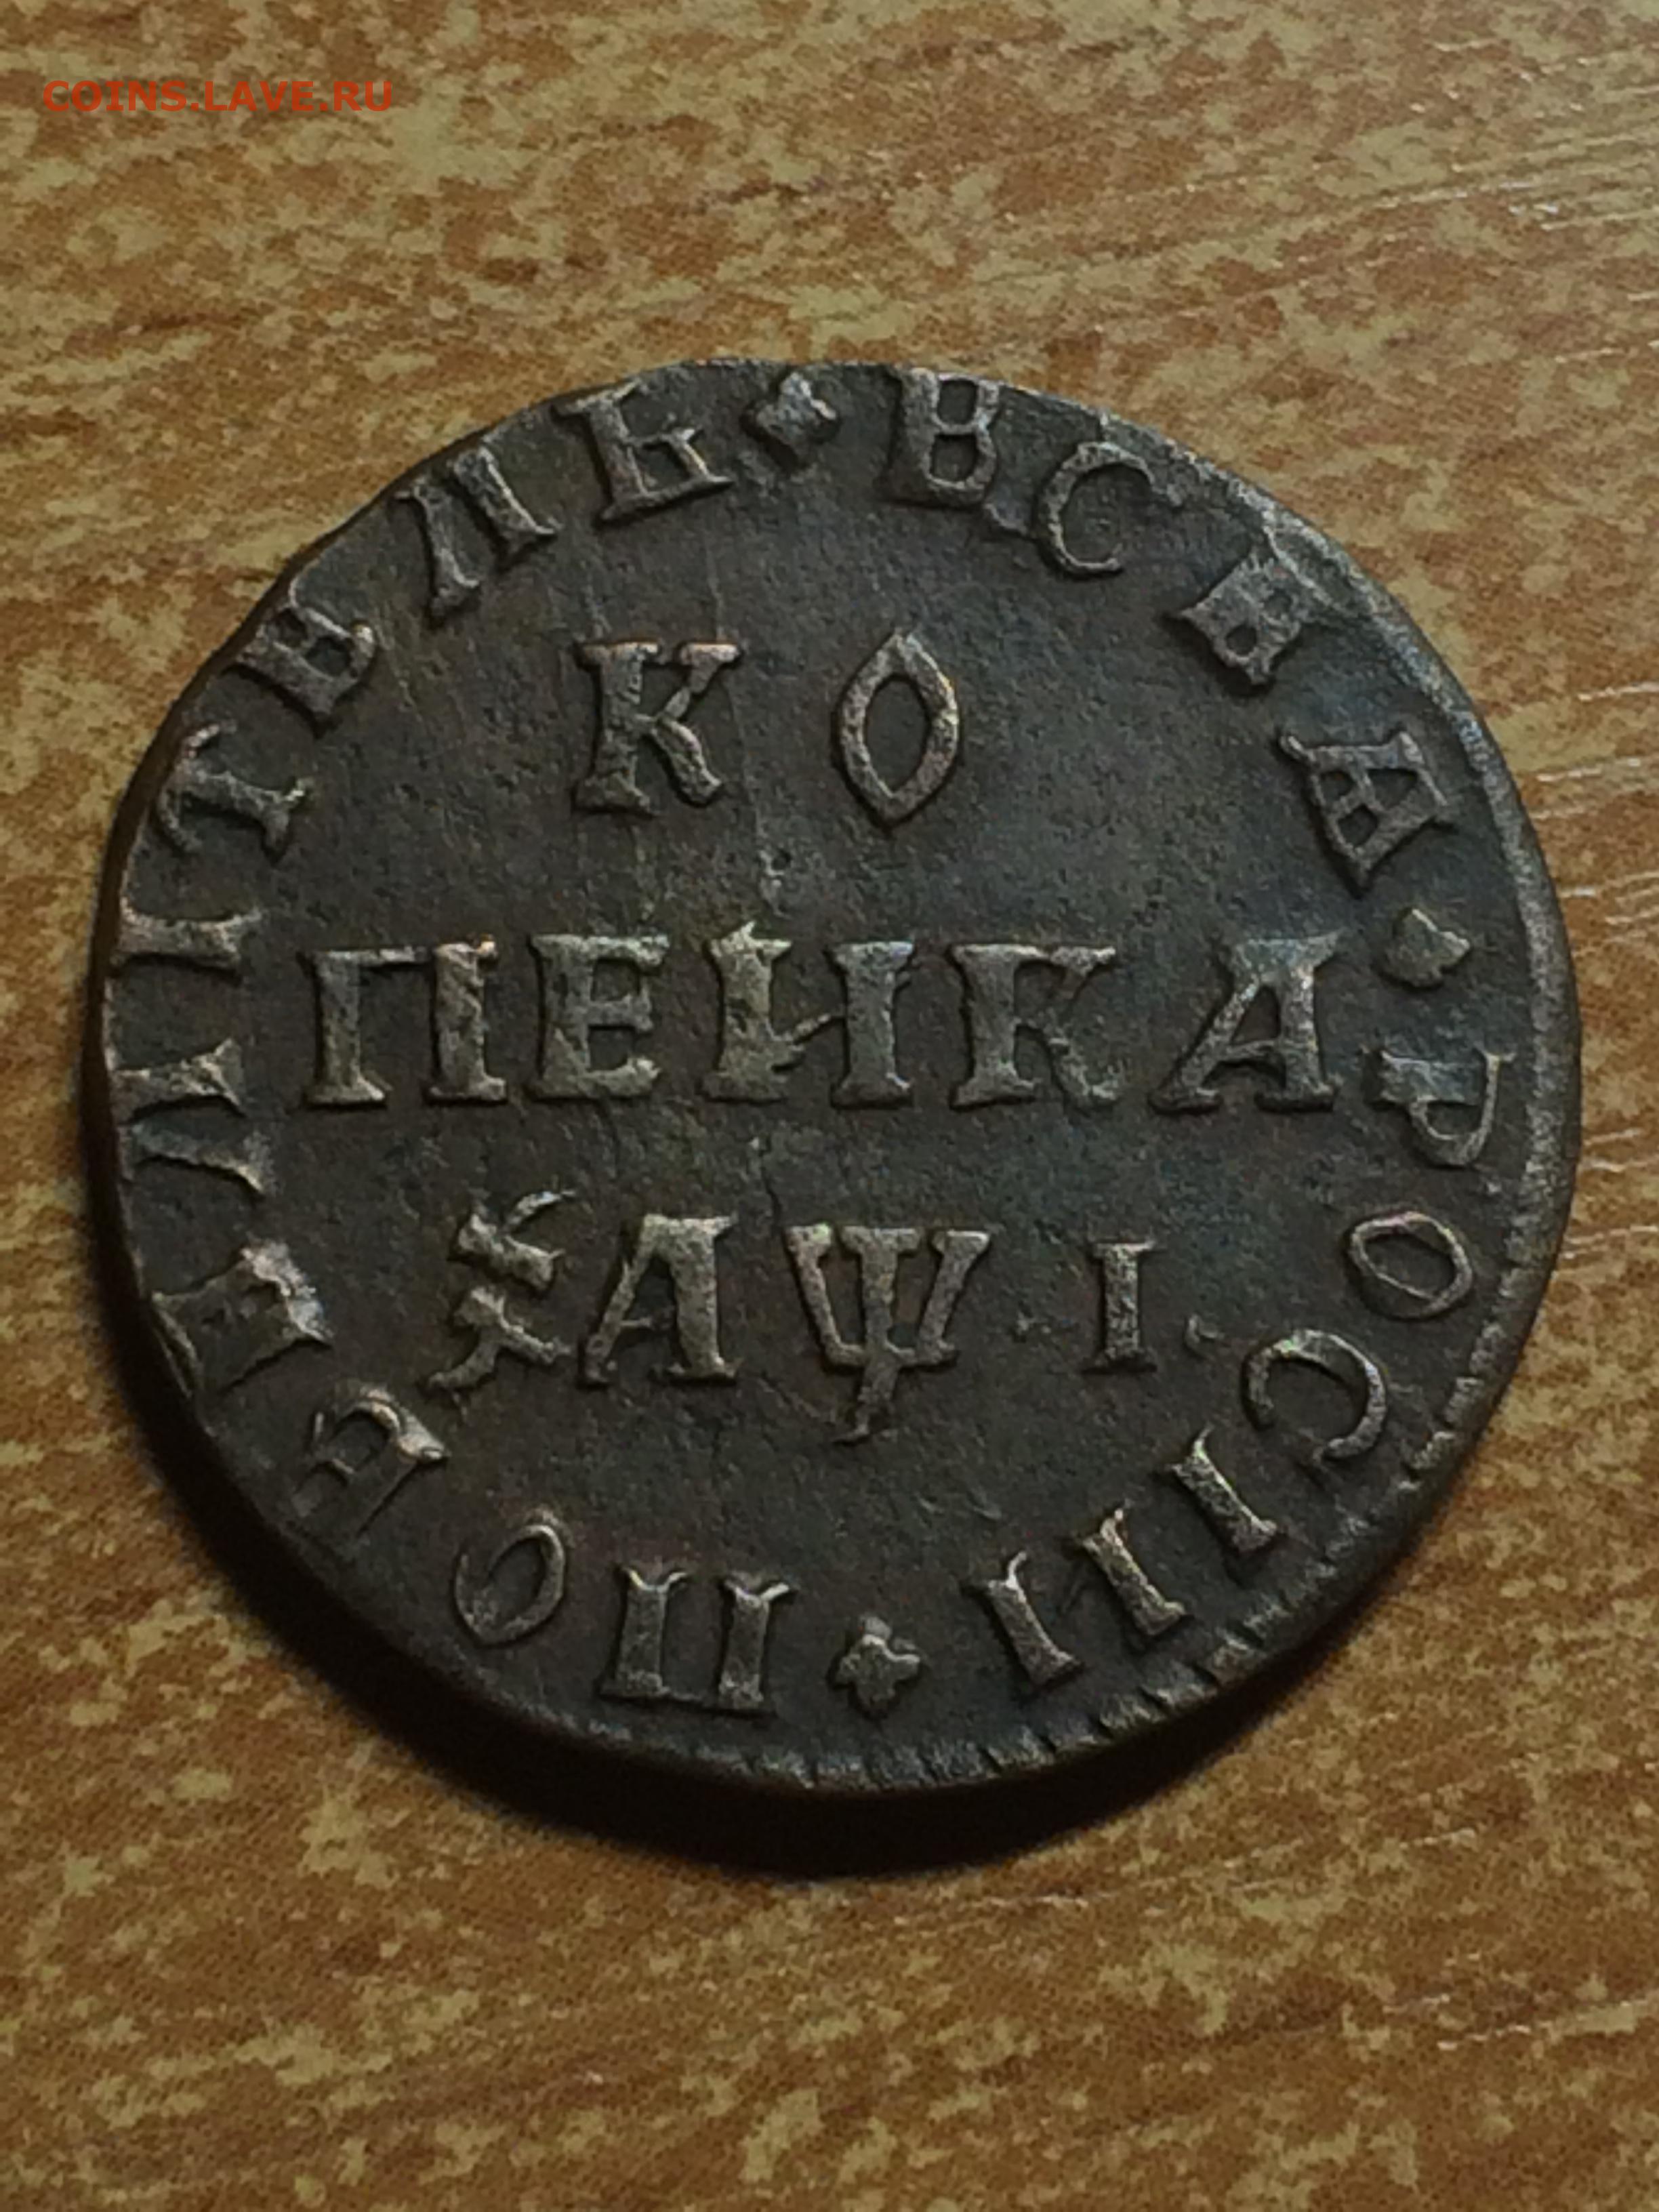 COINS.LAVE.RU
КО
ПЕИКА
҂АѰІ
ВСЕѦ·РОСІИ
ПОВЕЛИТЕЛЬ